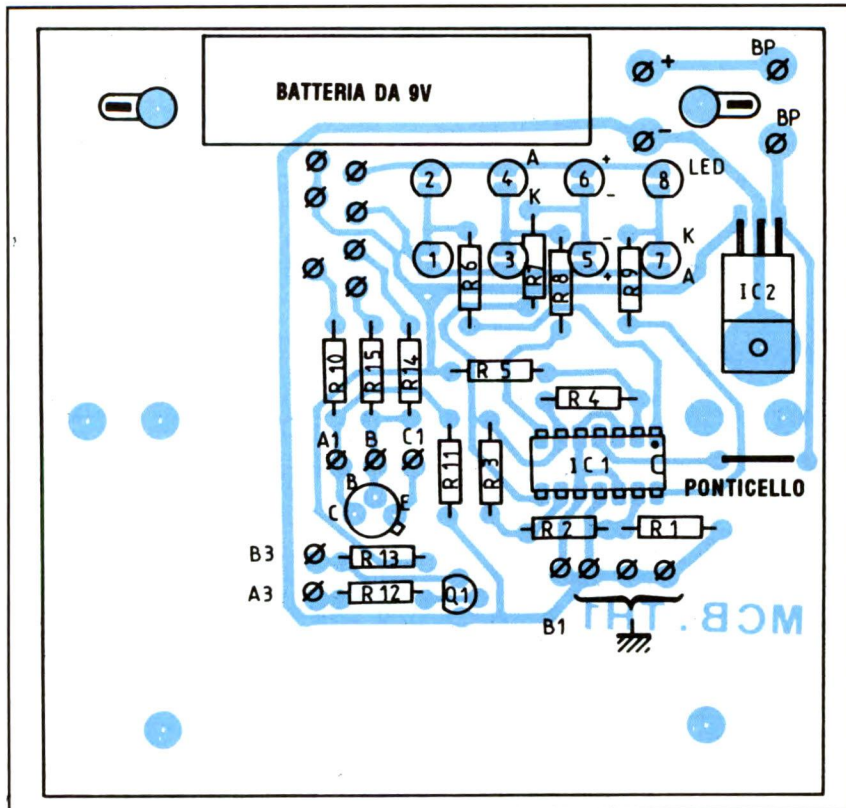 BP
+
BATTERIA DA 9V
-
BP
2
4
A
6
+
8
LED
K
-
1
R6
3
R7
R8
-
5
+
R9
7
K
A
IC2
R10
R15
R14
R5
R4
A1
B
C1
R11
R3
IC1
PONTICELLO
B
C
E
R2
R1
B3
R13
A3
R12
Q1
B1
MCB.TH1